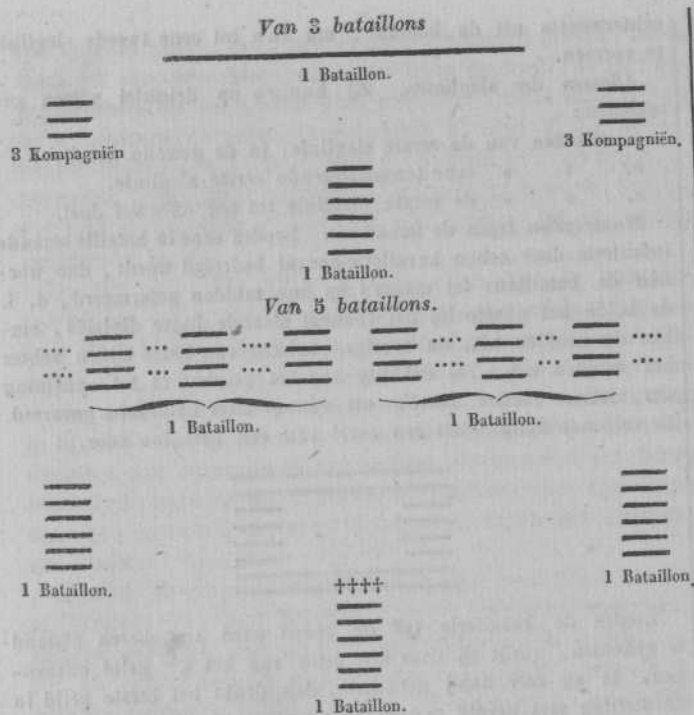 Van 3 bataillons
1 Bataillon.
3 Kompagniën
3 Kompagniën.
1 Bataillon.
Van 5 bataillons.
1 Bataillon.
1 Bataillon.
1 Bataillon.
1 Bataillon.
††††
1 Bataillon.